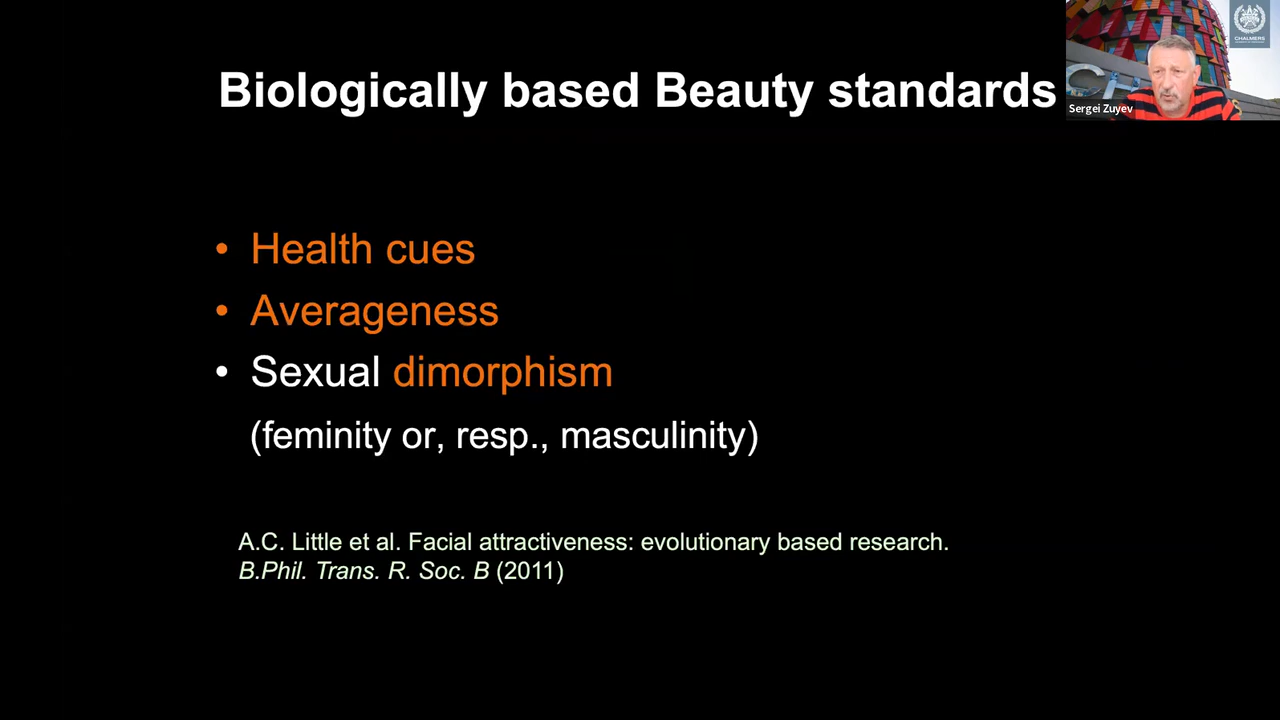 Biologically based Beauty standards
CHALMERS
Sergei Zuyev
• Health cues
• Averageness
• Sexual dimorphism
(feminity or, resp., masculinity)
A.C. Little et al. Facial attractiveness: evolutionary based research.
B.Phil. Trans. R. Soc. B (2011)